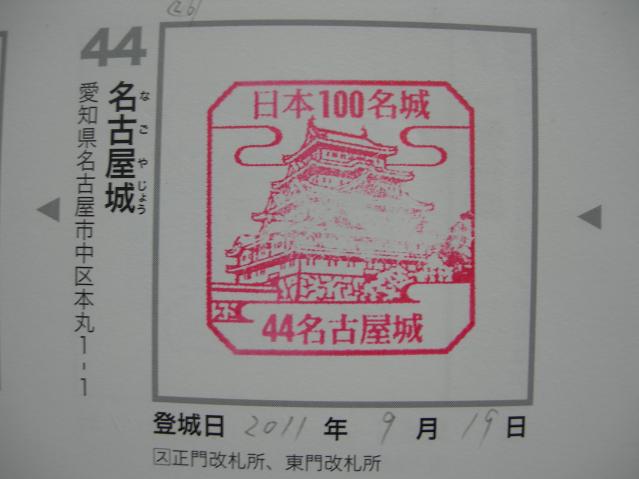 (26)
44
名古屋城
なごやじょう
愛知県名古屋市中区本丸1-1
日本100名城
44名古屋城
登城日 2011 年 9 月 19 日
ス正門改札所、東門改札所